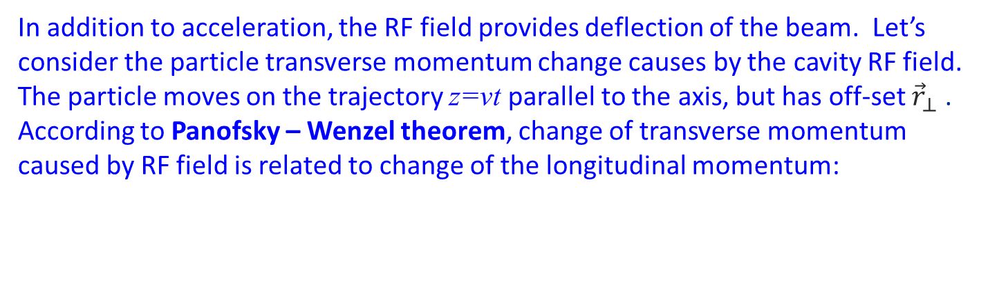 In addition to acceleration, the RF field provides deflection of the beam. Let’s
consider the particle transverse momentum change causes by the cavity RF field.
The particle moves on the trajectory z=vt parallel to the axis, but has off-set r⃗⊥ .
According to Panofsky – Wenzel theorem, change of transverse momentum
caused by RF field is related to change of the longitudinal momentum: